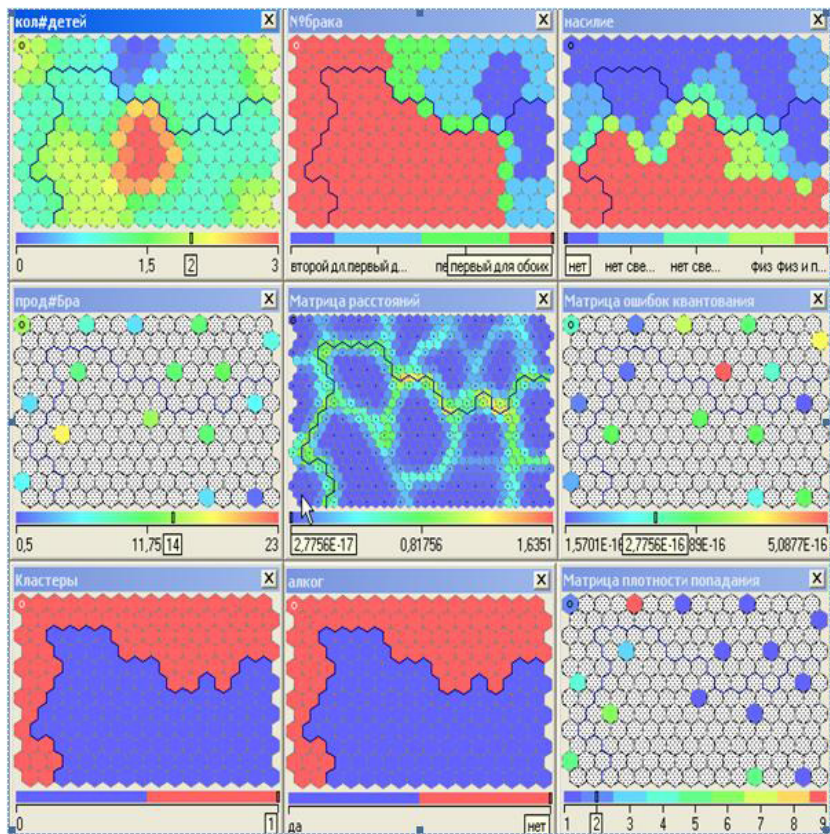 кол#детей
№брака
насилие
0 1,5 2 3
второй дл.первый д... пе первый для обоих
нет нет све... нет све... физ физ и п...
прод#Бра
Матрица расстояний
Матрица ошибок квантования
0,5 11,75 14 23
2,7756E-17 0,81756 1,6351
1,5701E-16 2,7756E-16 89E-16 5,0877E-16
Кластеры
алког
Матрица плотности попадания
0 1
да нет
1 2 3 4 5 6 7 8 9